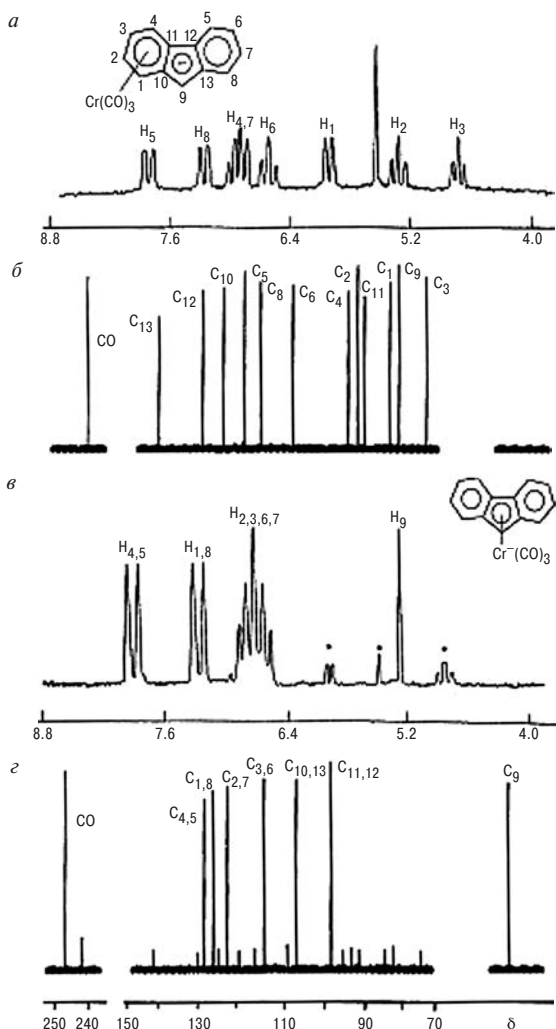 а
3
4
5
6
2
11
12
7
1
10
13
8
9
Cr(CO)₃
H₅
H₈
H₄,₇
H₆
H₁
H₂
H₃
8.8 7.6 6.4 5.2 4.0
б
CO
C₁₃
C₁₂
C₁₀
C₅
C₈
C₆
C₄
C₂
C₁₁
C₁
C₉
C₃
в
H₄,₅
H₁,₈
H₂,₃,₆,₇
H₉
Cr⁻(CO)₃
8.8 7.6 6.4 5.2 4.0
г
CO
C₄,₅
C₁,₈
C₂,₇
C₃,₆
C₁₀,₁₃
C₁₁,₁₂
C₉
250 240 150 130 110 90 70 δ